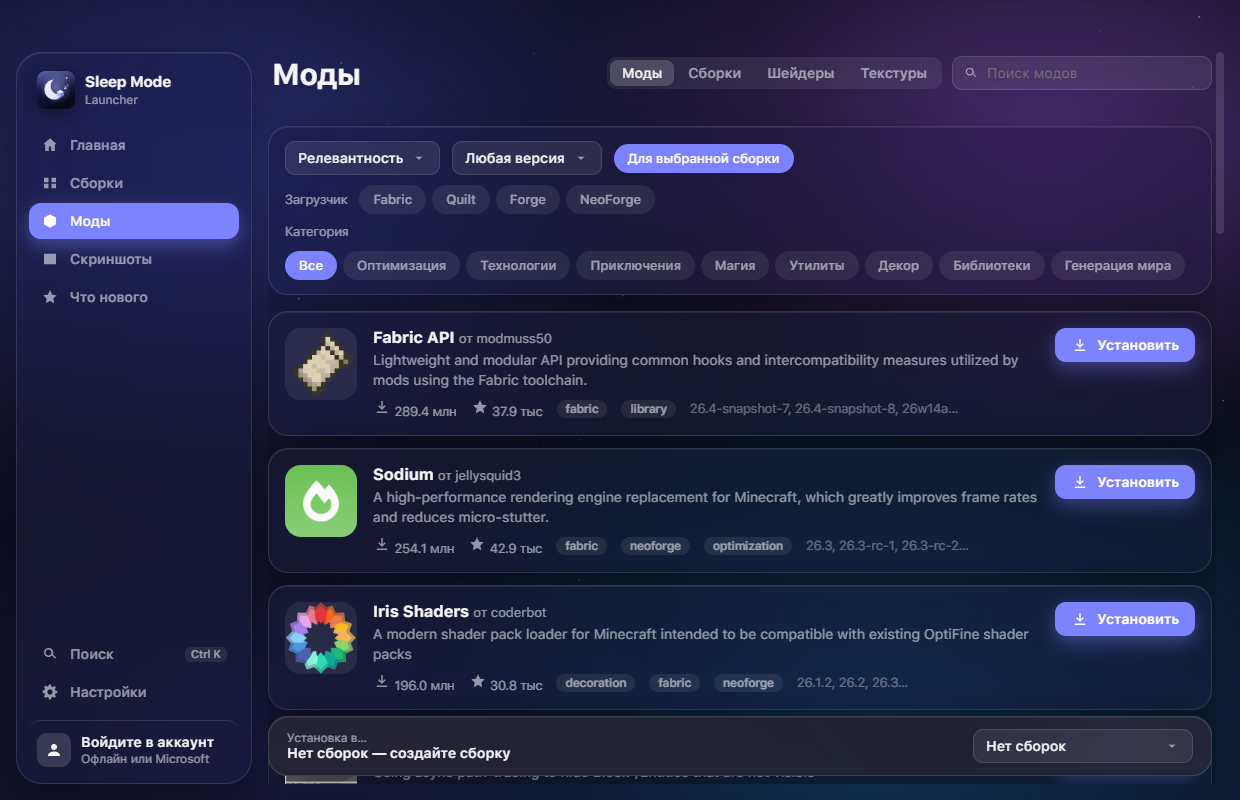 Sleep Mode
Launcher
Главная
Сборки
Моды
Скриншоты
Что нового
Поиск
Ctrl K
Настройки
Войдите в аккаунт
Офлайн или Microsoft
Моды
Моды
Сборки
Шейдеры
Текстуры
Поиск модов
Релевантность
Любая версия
Для выбранной сборки
Загрузчик
Fabric
Quilt
Forge
NeoForge
Категория
Все
Оптимизация
Технологии
Приключения
Магия
Утилиты
Декор
Библиотеки
Генерация мира
Fabric API от modmuss50
Lightweight and modular API providing common hooks and intercompatibility measures utilized by
mods using the Fabric toolchain.
289.4 млн
37.9 тыс
fabric
library
26.4-snapshot-7, 26.4-snapshot-8, 26w14a...
Установить
Sodium от jellysquid3
A high-performance rendering engine replacement for Minecraft, which greatly improves frame rates
and reduces micro-stutter.
254.1 млн
42.9 тыс
fabric
neoforge
optimization
26.3, 26.3-rc-1, 26.3-rc-2...
Установить
Iris Shaders от coderbot
A modern shader pack loader for Minecraft intended to be compatible with existing OptiFine shader
packs
196.0 млн
30.8 тыс
decoration
fabric
neoforge
26.1.2, 26.2, 26.3...
Установить
Установка в...
Нет сборок — создайте сборку
Нет сборок